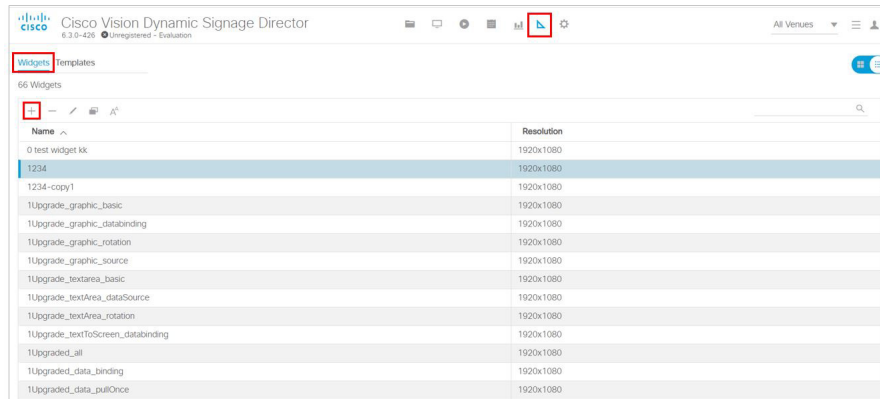 CISCO Cisco Vision Dynamic Signage Director All Venues
6.3.0-426 Unregistered - Evaluation
Widgets Templates
66 Widgets
Name Resolution
0 test widget kk 1920x1080
1234 1920x1080
1234-copy1 1920x1080
1Upgrade_graphic_basic 1920x1080
1Upgrade_graphic_databinding 1920x1080
1Upgrade_graphic_rotation 1920x1080
1Upgrade_graphic_source 1920x1080
1Upgrade_textarea_basic 1920x1080
1Upgrade_textArea_dataSource 1920x1080
1Upgrade_textArea_rotation 1920x1080
1Upgrade_textToScreen_databinding 1920x1080
1Upgraded_all 1920x1080
1Upgraded_data_binding 1920x1080
1Upgraded_data_pullOnce 1920x1080